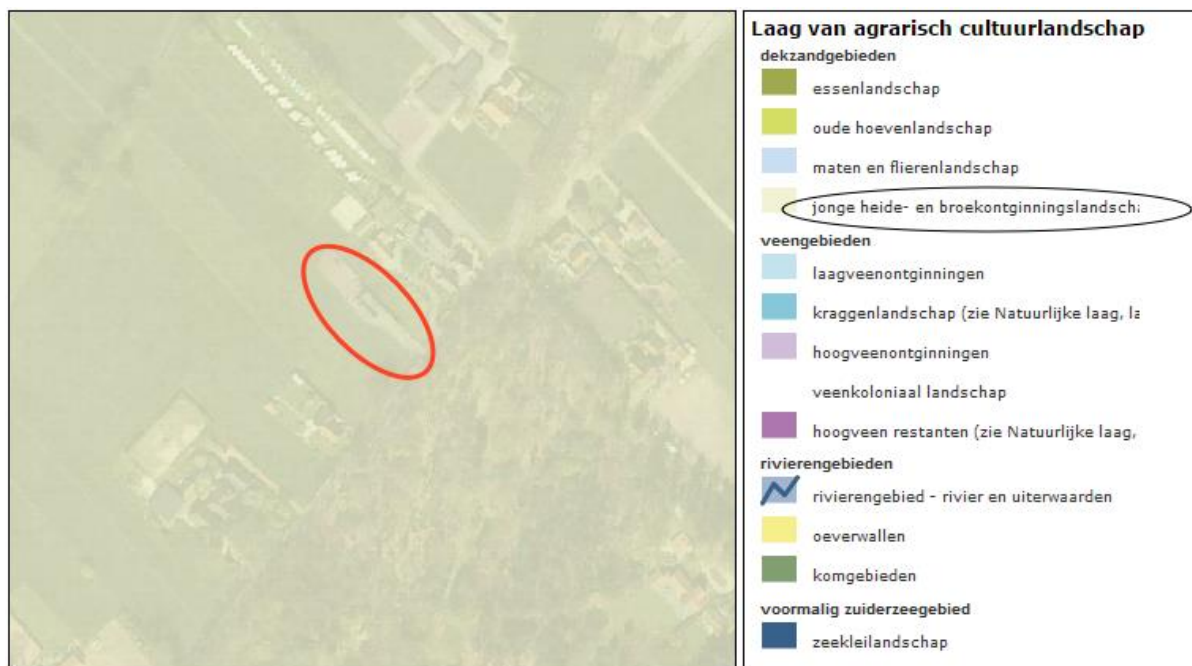 Laag van agrarisch cultuurlandschap
dekzandgebieden
essenlandschap
oude hoevenlandschap
maten en flierenlandschap
jonge heide- en broekontginningslandscha
veengebieden
laagveenontginningen
kraggenlandschap (zie Natuurlijke laag, la
hoogveenontginningen
veenkoloniaal landschap
hoogveen restanten (zie Natuurlijke laag,
rivierengebieden
rivierengebied - rivier en uiterwaarden
oeverwallen
komgebieden
voormalig zuiderzeegebied
zeekleilandschap